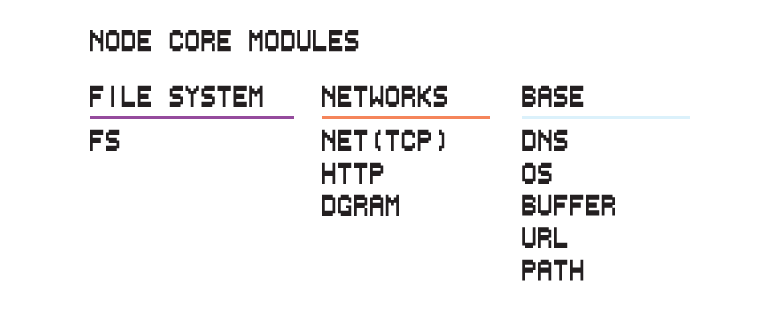 NODE CORE MODULES
FILE SYSTEM
FS
NETWORKS
NET(TCP)
HTTP
DGRAM
BASE
DNS
OS
BUFFER
URL
PATH